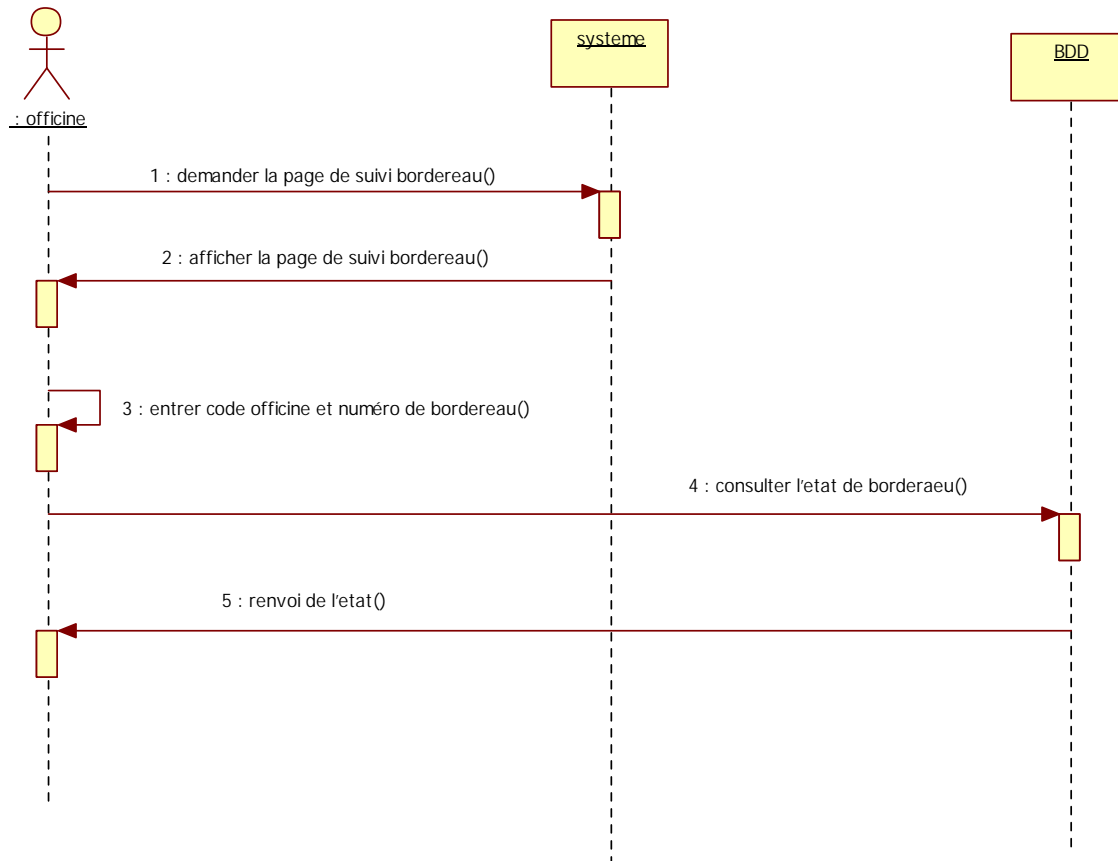 systeme
BDD
: officine
1 : demander la page de suivi bordereau()
2 : afficher la page de suivi bordereau()
3 : entrer code officine et numéro de bordereau()
4 : consulter l'etat de borderaeu()
5 : renvoi de l'etat()